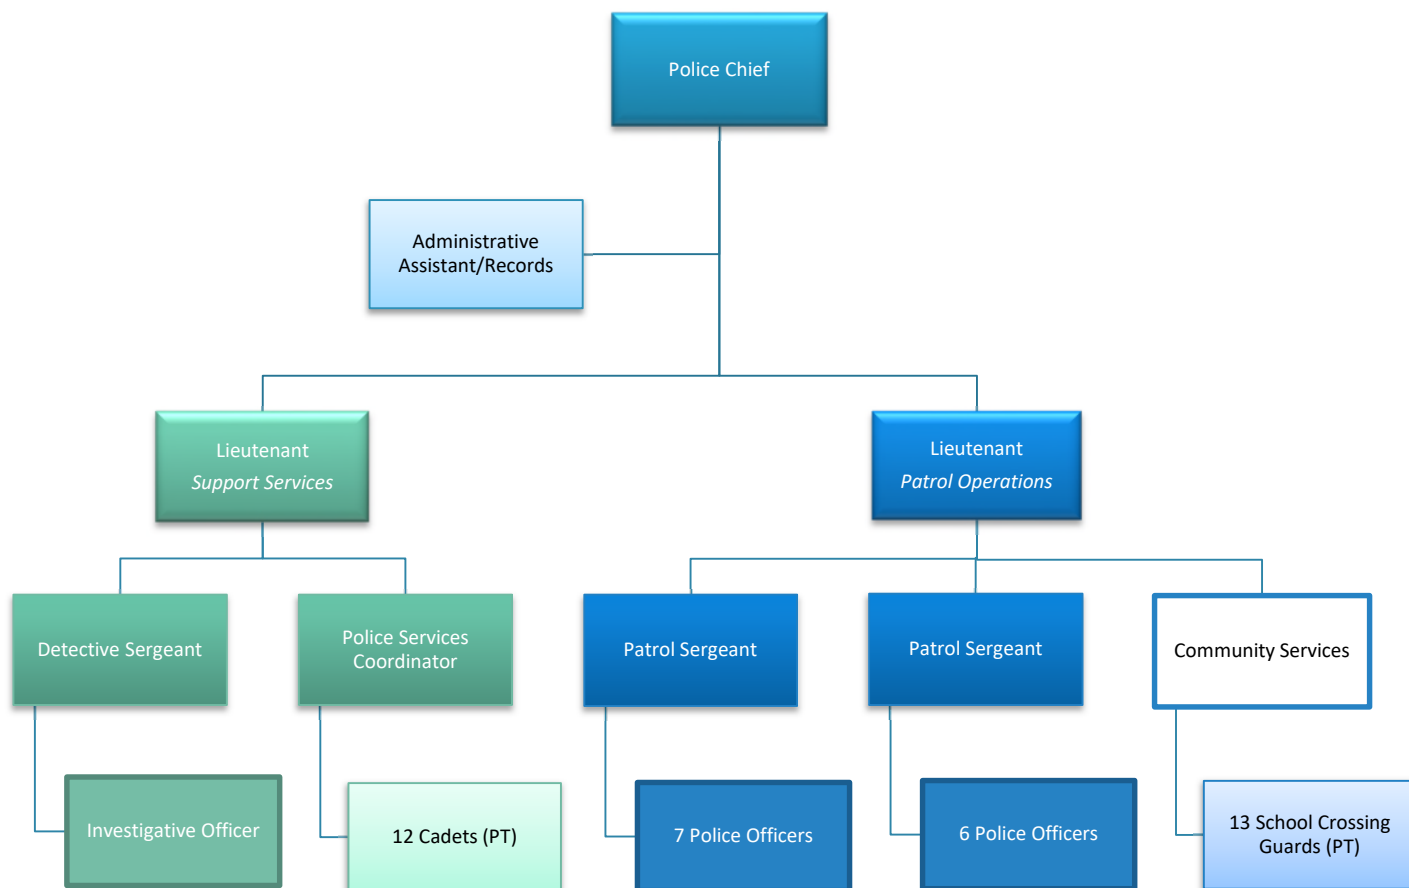 Police Chief
Administrative
Assistant/Records
Lieutenant
Support Services
Lieutenant
Patrol Operations
Detective Sergeant
Police Services
Coordinator
Patrol Sergeant
Patrol Sergeant
Community Services
Investigative Officer
12 Cadets (PT)
7 Police Officers
6 Police Officers
13 School Crossing
Guards (PT)